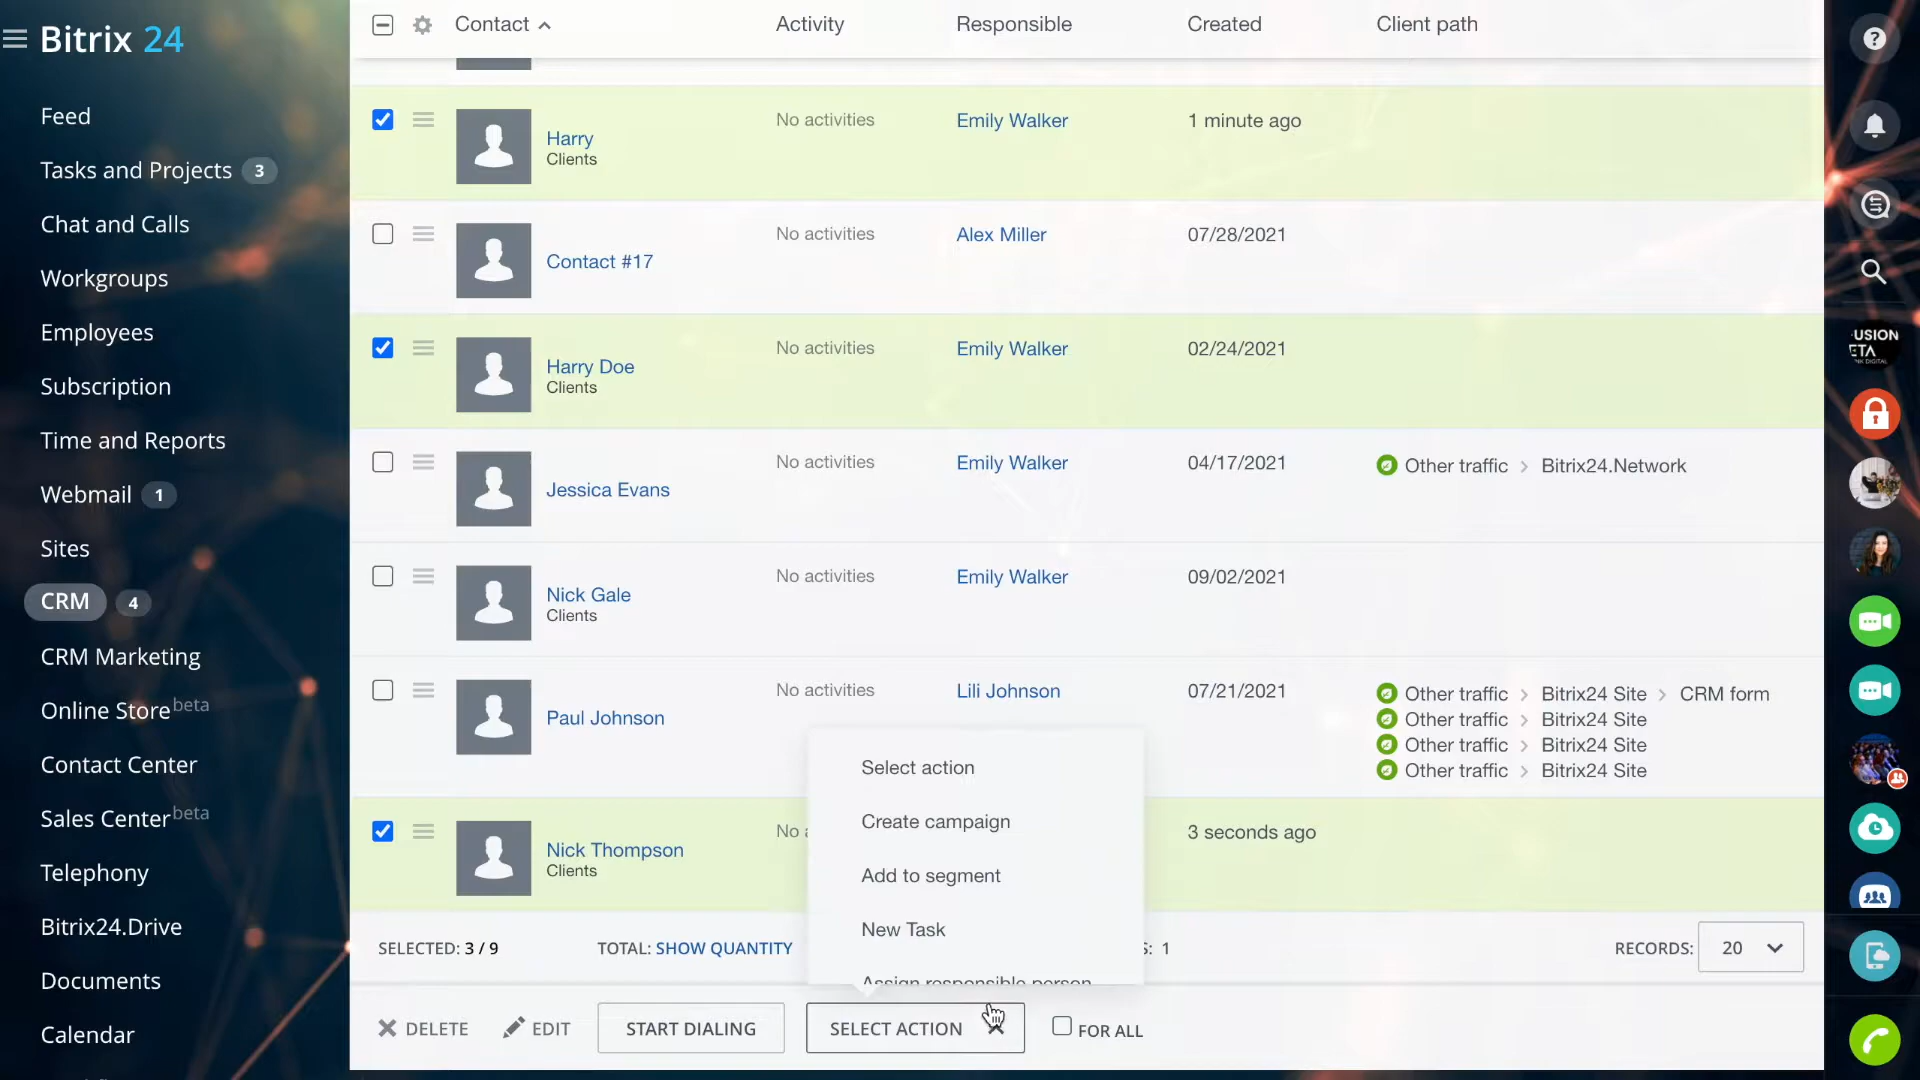 Bitrix 24
Feed
Tasks and Projects 3
Chat and Calls
Workgroups
Employees
Subscription
Time and Reports
Webmail 1
Sites
CRM 4
CRM Marketing
Online Store beta
Contact Center
Sales Center beta
Telephony
Bitrix24.Drive
Documents
Calendar
Contact Activity Responsible Created Client path
Harry No activities Emily Walker 1 minute ago
Clients
Contact #17 No activities Alex Miller 07/28/2021
Harry Doe No activities Emily Walker 02/24/2021
Clients
Jessica Evans No activities Emily Walker 04/17/2021 Other traffic > Bitrix24.Network
Nick Gale No activities Emily Walker 09/02/2021
Clients
Paul Johnson No activities Lili Johnson 07/21/2021 Other traffic > Bitrix24 Site > CRM form
Other traffic > Bitrix24 Site
Other traffic > Bitrix24 Site
Other traffic > Bitrix24 Site
Nick Thompson No 3 seconds ago
Clients
Select action
Create campaign
Add to segment
New Task
Assign responsible person
SELECTED: 3 / 9 TOTAL: SHOW QUANTITY S: 1 RECORDS: 20
DELETE EDIT START DIALING SELECT ACTION FOR ALL
?
USION
ETA